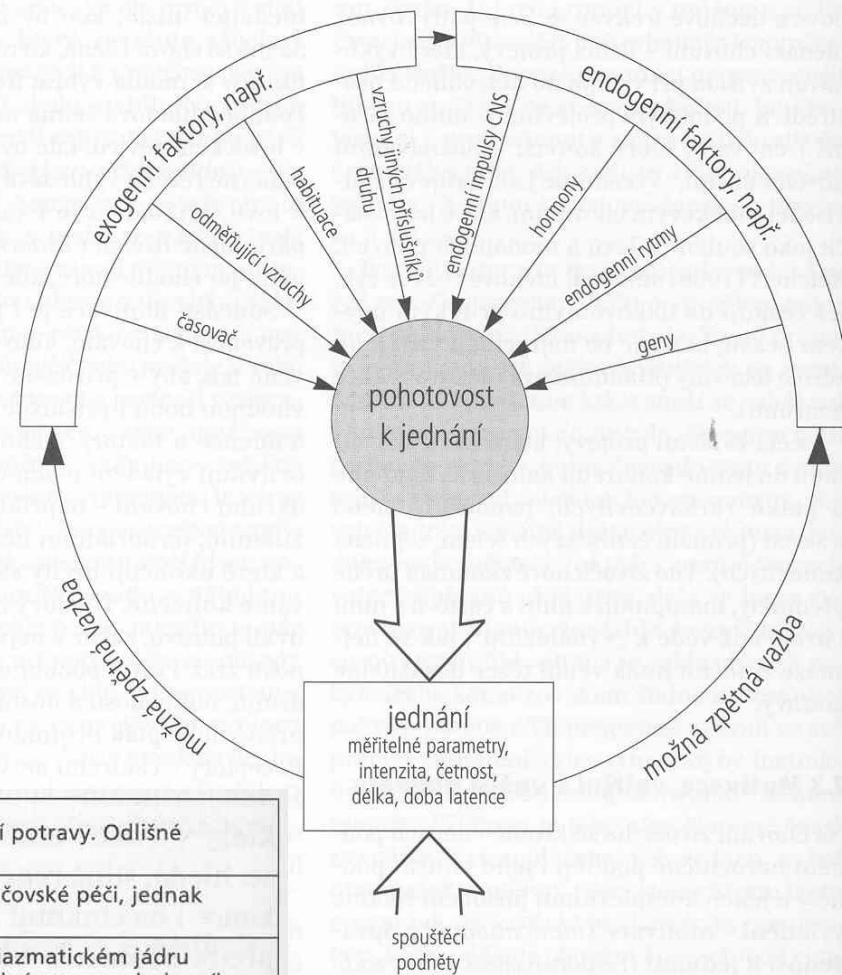 exogenní faktory, např.
endogenní faktory, např.
časovač
odměňující vzruchy
habituace
vzruchy jiných příslušníků
druhu
endogenní impulsy CNS
hormony,
endogenní rytmy
geny
pohotovost
k jednání
možná zpětná vazba
možná zpětná vazba
jednání
měřitelné parametry,
intenzita, četnost,
délka, doba latence
spouštěcí
podněty
í potravy. Odlišné
čovské péči, jednak
lazmatickém jádru